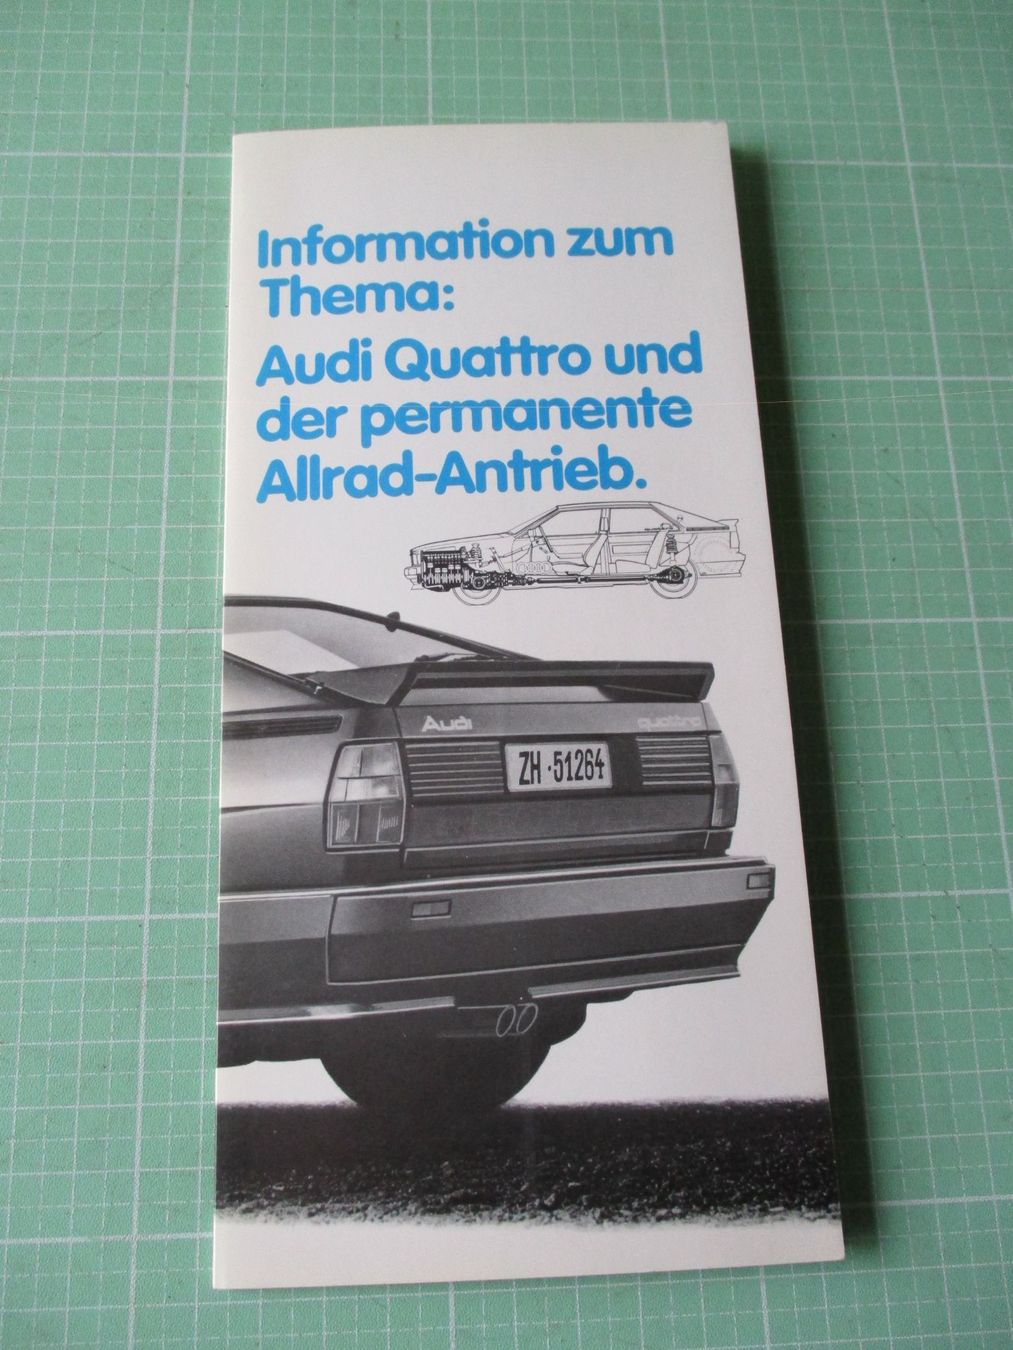 Information zum
Thema:
Audi Quattro und
der permanente
Allrad-Antrieb.
Audi
quattro
ZH·51264